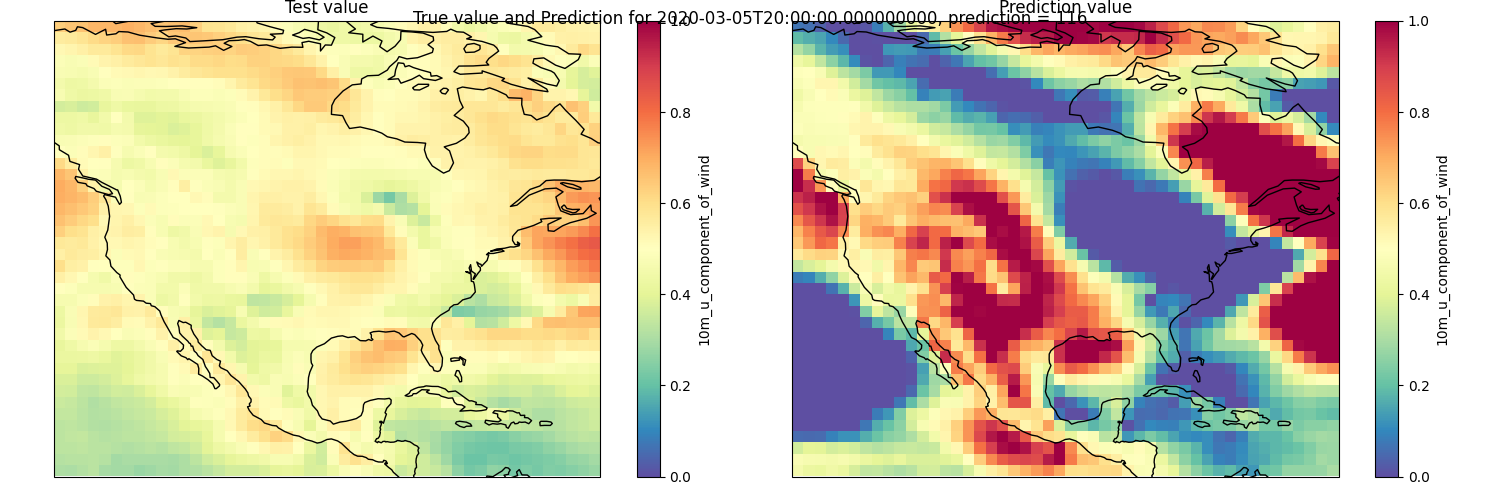 Test value
True value and Prediction for 2020-03-05T20:00:00.000000000, prediction = 116
Prediction value
1.0
0.8
0.6
0.4
0.2
0.0
10m_u_component_of_wind
1.0
0.8
0.6
0.4
0.2
0.0
10m_u_component_of_wind